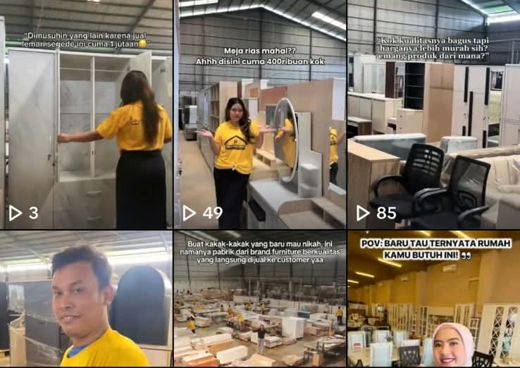 "Dimusuhin yang lain karena jual
lemari segede ini cuma 1 jutaan😂
▷ 3
Meja rias mahal??
Ahhh disini cuma 400ribuan kok
▷ 49
"Kok kualitasnya bagus tapi
harganya lebih murah sih?
emang produk dari mana?"
▷ 85
Buat kakak-kakak yang baru mau nikah, ini
namanya pabrik dari brand furniture berkualitas
yang langsung dijual ke customer yaa
POV: BARU TAU TERNYATA RUMAH
KAMU BUTUH INI! 👀